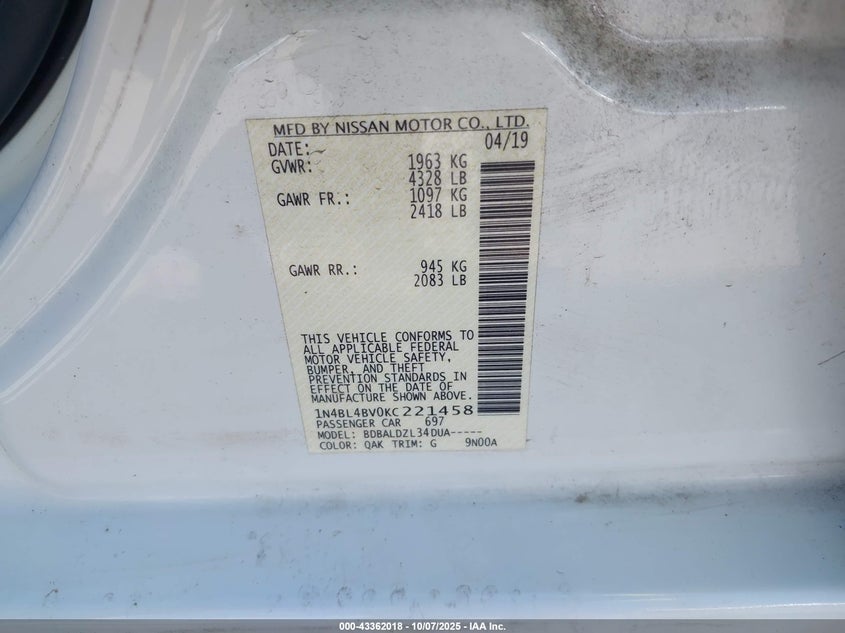 MFD BY NISSAN MOTOR CO., LTD.
DATE: 04/19
GVWR: 1963 KG
4328 LB
GAWR FR.: 1097 KG
2418 LB
GAWR RR.: 945 KG
2083 LB
THIS VEHICLE CONFORMS TO
ALL APPLICABLE FEDERAL
MOTOR VEHICLE SAFETY,
BUMPER, AND THEFT
PREVENTION STANDARDS IN
EFFECT ON THE DATE OF
MANUFACTURE SHOWN ABOVE.
1N4BL4BV0KC221458
PASSENGER CAR 697
MODEL: BDBALDZL34DUA-----
COLOR: QAK TRIM: G 9N00A
000-43362018 - 10/07/2025 - IAA Inc.